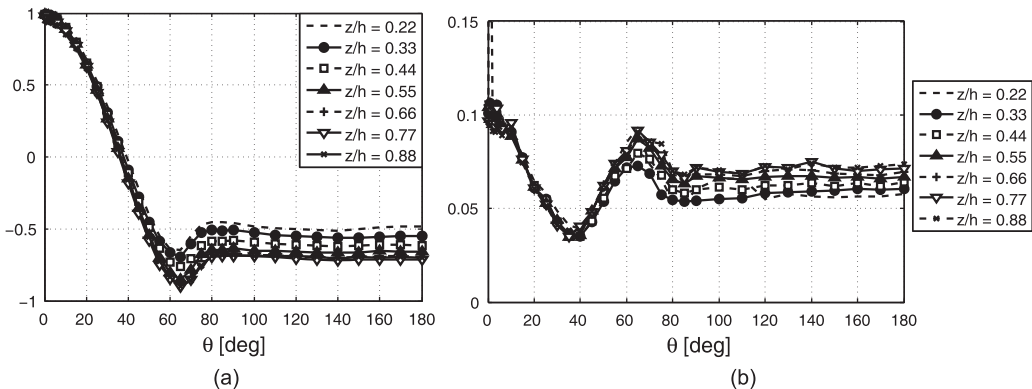 1
0.5
0
−0.5
−1
0 20 40 60 80 100 120 140 160 180
θ [deg]
z/h = 0.22
z/h = 0.33
z/h = 0.44
z/h = 0.55
z/h = 0.66
z/h = 0.77
z/h = 0.88
(a)
0.15
0.1
0.05
0
0 20 40 60 80 100 120 140 160 180
θ [deg]
z/h = 0.22
z/h = 0.33
z/h = 0.44
z/h = 0.55
z/h = 0.66
z/h = 0.77
z/h = 0.88
(b)